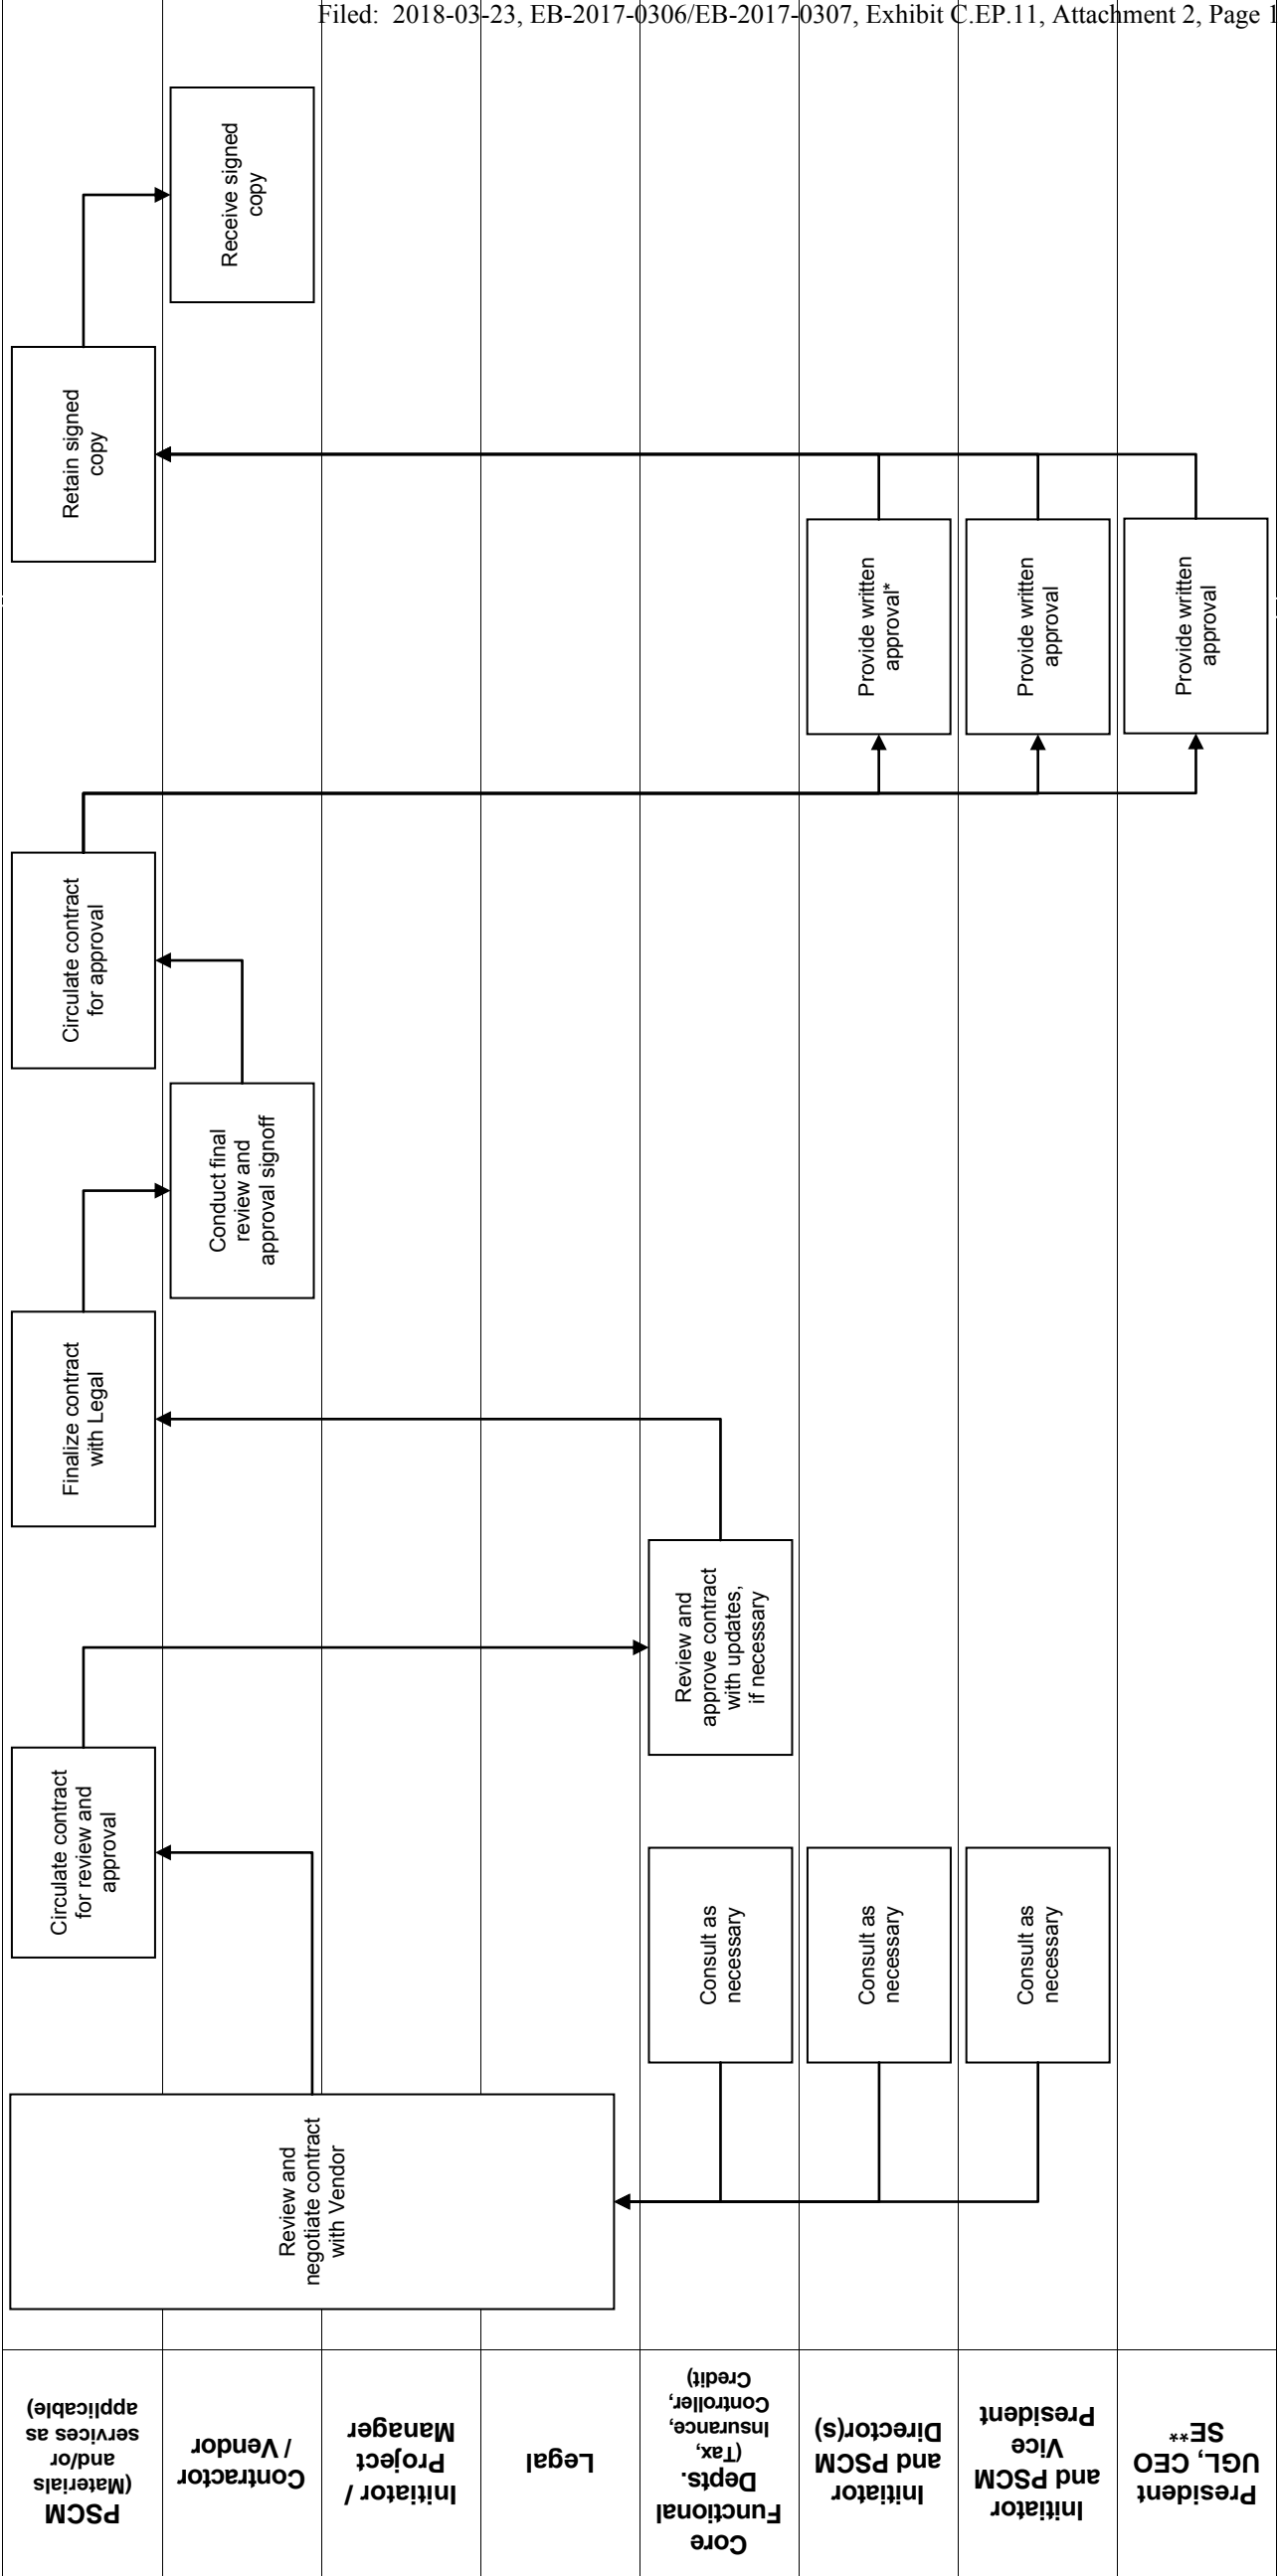 Filed:  2018-03-23, EB-2017-0306/EB-2017-0307, Exhibit C.EP.11, Attachment 2, Page 1
PSCM
(Materials
and/or
services as
applicable)
Review and
negotiate contract
with Vendor
Circulate contract
for review and
approval
Finalize contract
with Legal
Circulate contract
for approval
Retain signed
copy
Contractor
/ Vendor
Conduct final
review and
approval signoff
Receive signed
copy
Initiator /
Project
Manager
Legal
Core
Functional
Depts.
(Tax,
Insurance,
Controller,
Credit)
Consult as
necessary
Review and
approve contract
with updates,
if necessary
Initiator
and PSCM
Director(s)
Consult as
necessary
Provide written
approval*
Initiator
and PSCM
Vice
President
Consult as
necessary
Provide written
approval
President
UGL, CEO
SE**
Provide written
approval